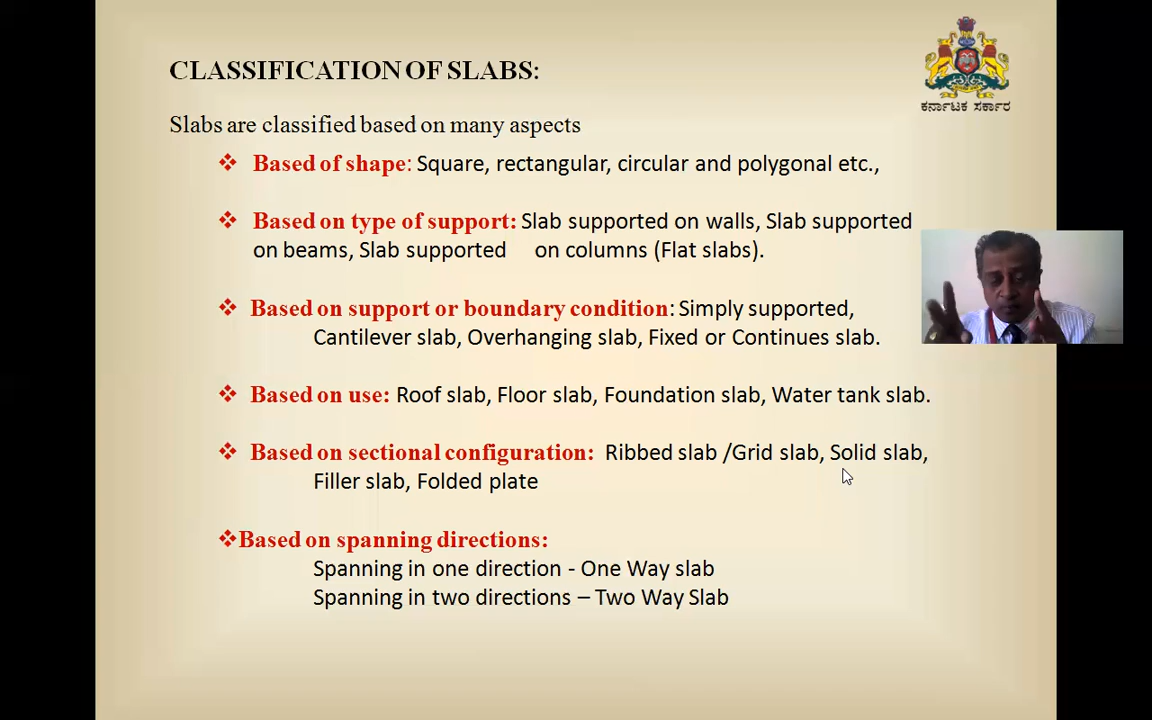 CLASSIFICATION OF SLABS:
ಕರ್ನಾಟಕ ಸರ್ಕಾರ
Slabs are classified based on many aspects
❖ Based of shape: Square, rectangular, circular and polygonal etc.,
❖ Based on type of support: Slab supported on walls, Slab supported
on beams, Slab supported on columns (Flat slabs).
❖ Based on support or boundary condition: Simply supported,
Cantilever slab, Overhanging slab, Fixed or Continues slab.
❖ Based on use: Roof slab, Floor slab, Foundation slab, Water tank slab.
❖ Based on sectional configuration: Ribbed slab /Grid slab, Solid slab,
Filler slab, Folded plate
❖Based on spanning directions:
Spanning in one direction - One Way slab
Spanning in two directions – Two Way Slab